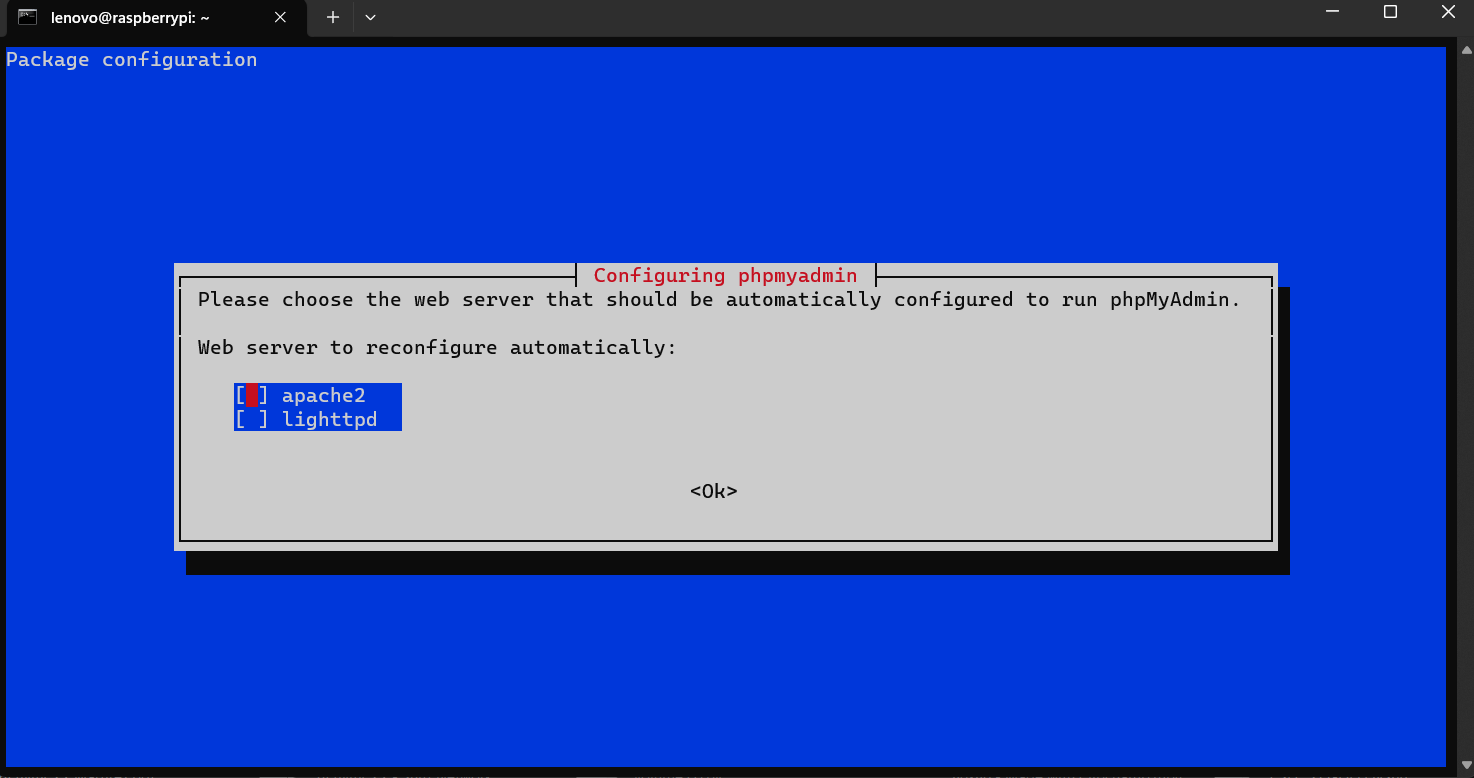 lenovo@raspberrypi: ~
Package configuration
Configuring phpmyadmin
Please choose the web server that should be automatically configured to run phpMyAdmin.
Web server to reconfigure automatically:
[ ] apache2
[ ] lighttpd
<Ok>